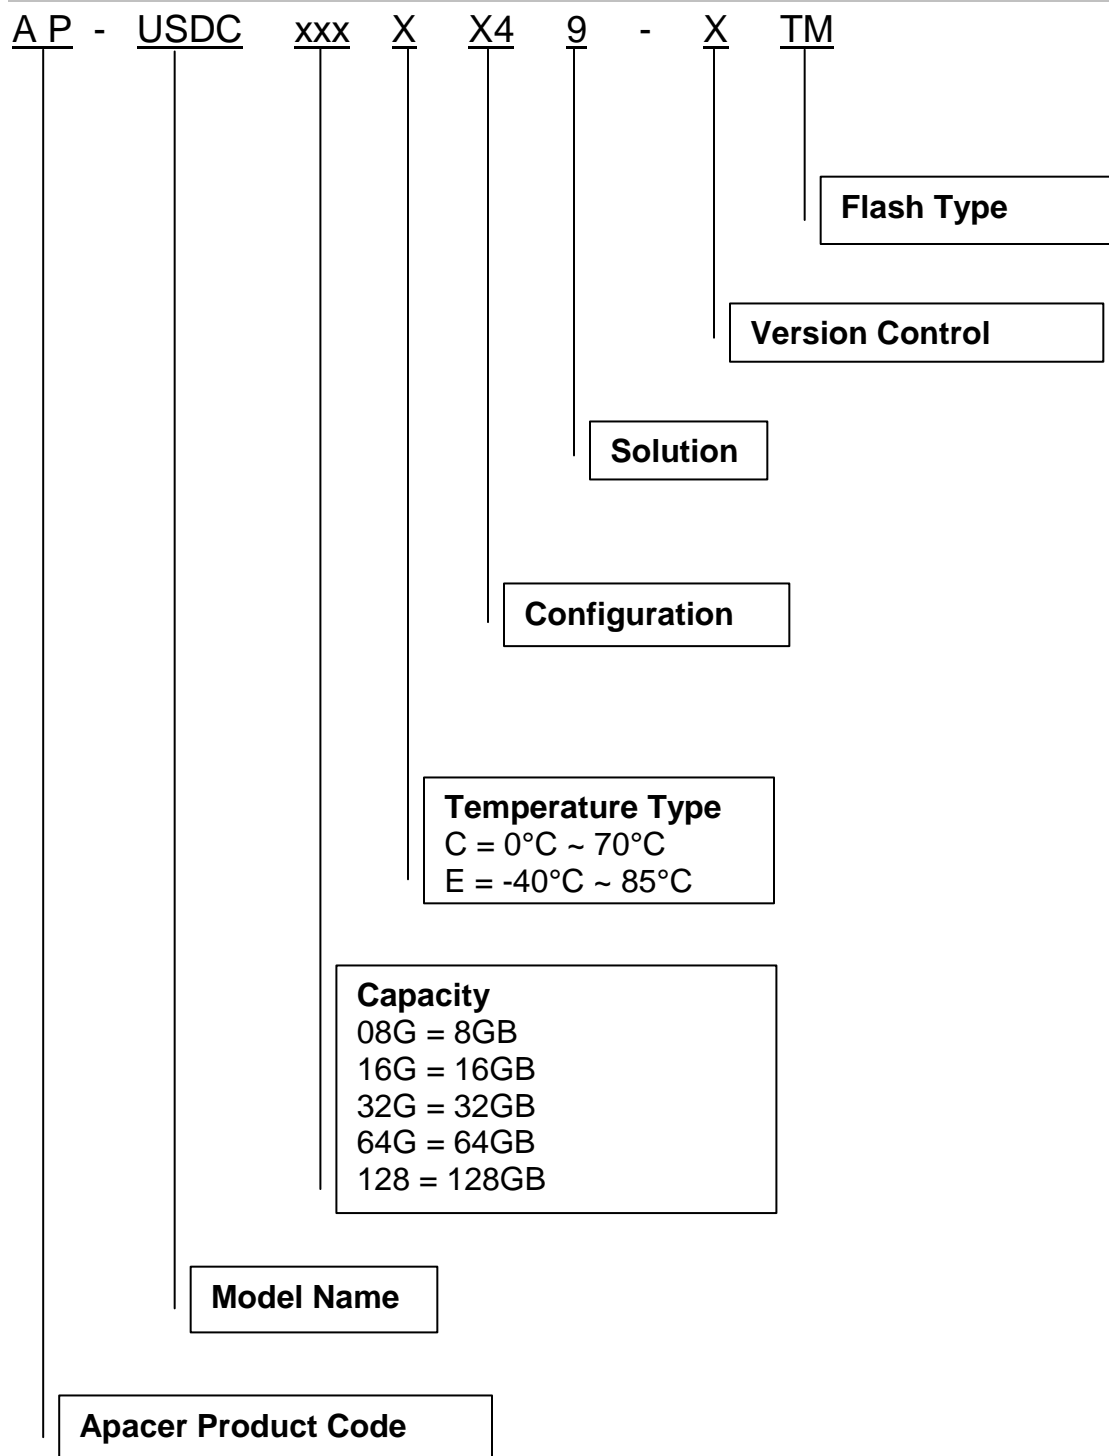 AP - USDC xxx X X4 9 - X TM
Flash Type
Version Control
Solution
Configuration
Temperature Type
C = 0°C ~ 70°C
E = -40°C ~ 85°C
Capacity
08G = 8GB
16G = 16GB
32G = 32GB
64G = 64GB
128 = 128GB
Model Name
Apacer Product Code